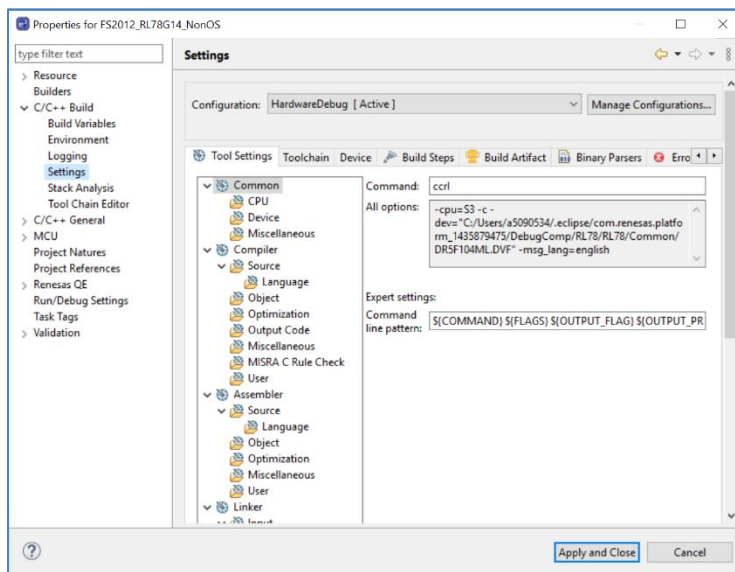 Properties for FS2012_RL78G14_NonOS
type filter text
Resource
Builders
C/C++ Build
Build Variables
Environment
Logging
Settings
Stack Analysis
Tool Chain Editor
C/C++ General
MCU
Project Natures
Project References
Renesas QE
Run/Debug Settings
Task Tags
Validation
Settings
Configuration: HardwareDebug [ Active ]
Manage Configurations...
Tool Settings Toolchain Device Build Steps Build Artifact Binary Parsers Erro
Common
CPU
Device
Miscellaneous
Compiler
Source
Language
Object
Optimization
Output Code
Miscellaneous
MISRA C Rule Check
User
Assembler
Source
Language
Object
Optimization
Miscellaneous
User
Linker
Input
Command: ccrl
All options:
-cpu=S3 -c -
dev="C:/Users/a5090534/.eclipse/com.renesas.platfo
rm_1435879475/DebugComp/RL78/RL78/Common/
DR5F104ML.DVF" -msg_lang=english
Expert settings:
Command
line pattern: ${COMMAND} ${FLAGS} ${OUTPUT_FLAG} ${OUTPUT_PR
Apply and Close
Cancel